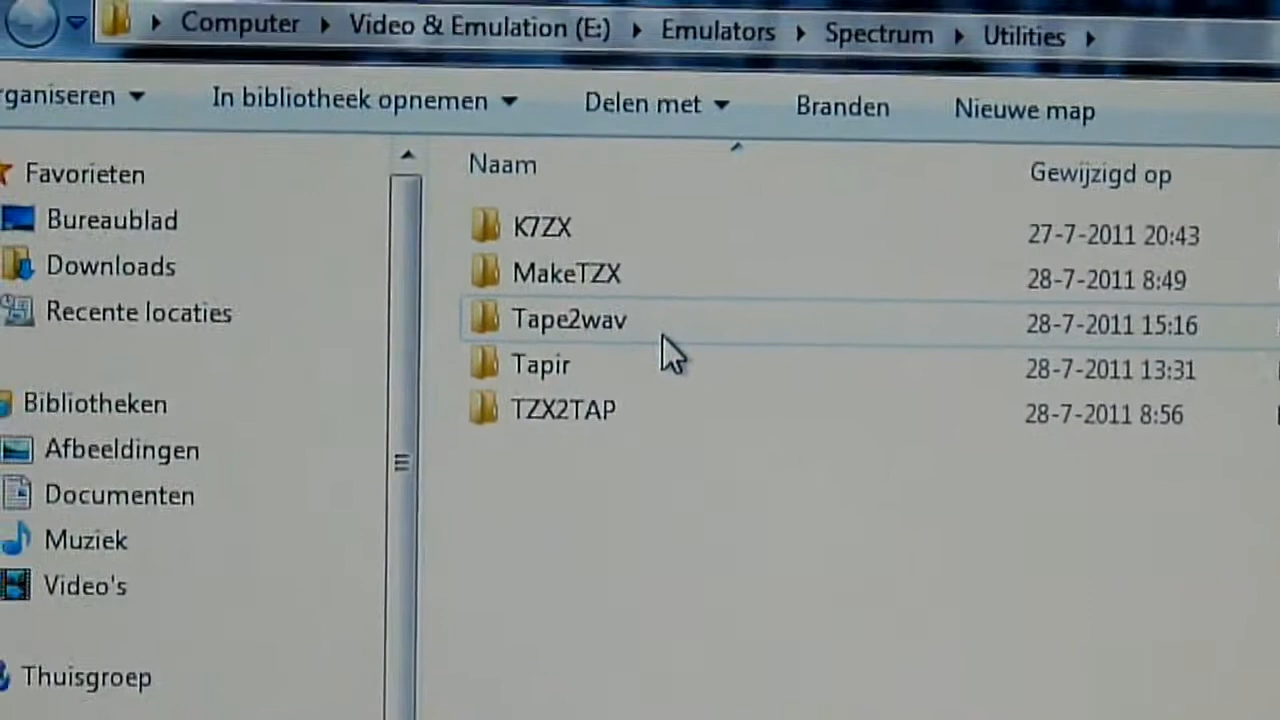 Computer Video & Emulation (E:) Emulators Spectrum Utilities
rganiseren In bibliotheek opnemen Delen met Branden Nieuwe map
Naam Gewijzigd op
Favorieten
Bureaublad
Downloads
Recente locaties
Bibliotheken
Afbeeldingen
Documenten
Muziek
Video's
Thuisgroep
K7ZX 27-7-2011 20:43
MakeTZX 28-7-2011 8:49
Tape2wav 28-7-2011 15:16
Tapir 28-7-2011 13:31
TZX2TAP 28-7-2011 8:56